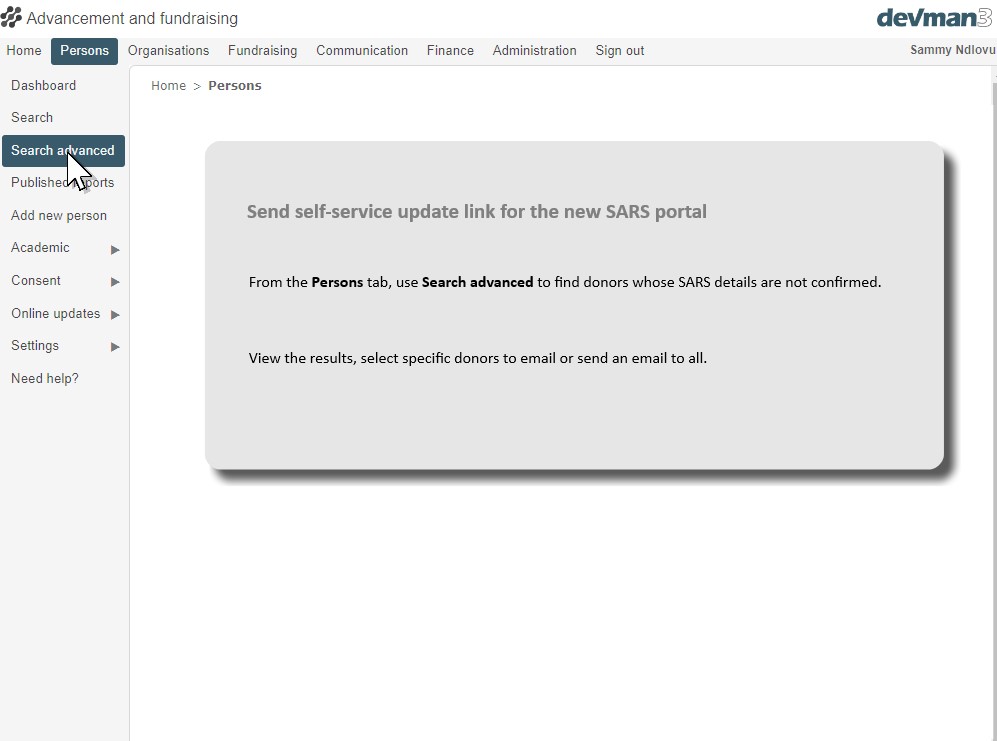 Advancement and fundraising
devman3
Home Persons Organisations Fundraising Communication Finance Administration Sign out Sammy Ndlovu
Dashboard
Search
Search advanced
Published
Add new person
Academic
Consent
Online updates
Settings
Need help?
Home > Persons
Send self-service update link for the new SARS portal
From the Persons tab, use Search advanced to find donors whose SARS details are not confirmed.
View the results, select specific donors to email or send an email to all.